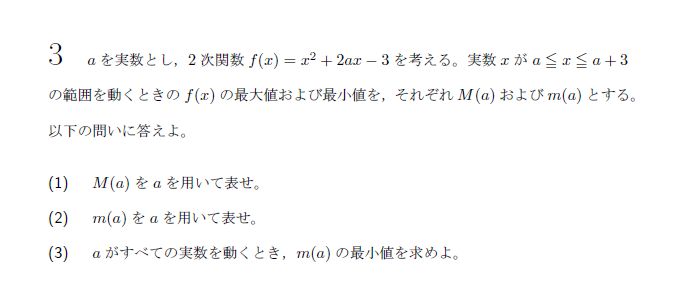 3 aを実数とし，2次関数 f(x) = x² + 2ax − 3 を考える。実数 x が a ≦ x ≦ a + 3
の範囲を動くときの f(x) の最大値および最小値を，それぞれ M(a) および m(a) とする。
以下の問いに答えよ。
(1) M(a) を a を用いて表せ。
(2) m(a) を a を用いて表せ。
(3) a がすべての実数を動くとき，m(a) の最小値を求めよ。